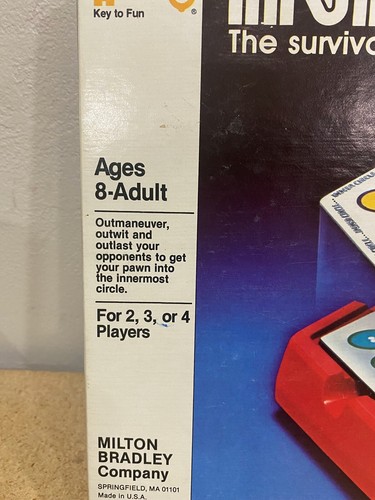 Key to Fun
®
The surviv
Ages
8-Adult
Outmaneuver,
outwit and
outlast your
opponents to get
your pawn into
the innermost
circle.
For 2, 3, or 4
Players
MILTON
BRADLEY
Company
SPRINGFIELD, MA 01101
Made in U.S.A.